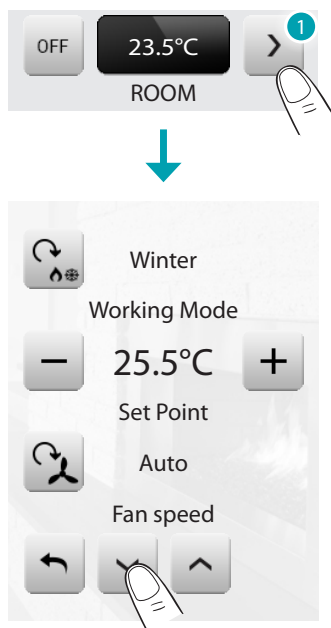 OFF 23.5°C 1
ROOM
Winter
Working Mode
25.5°C
Set Point
Auto
Fan speed